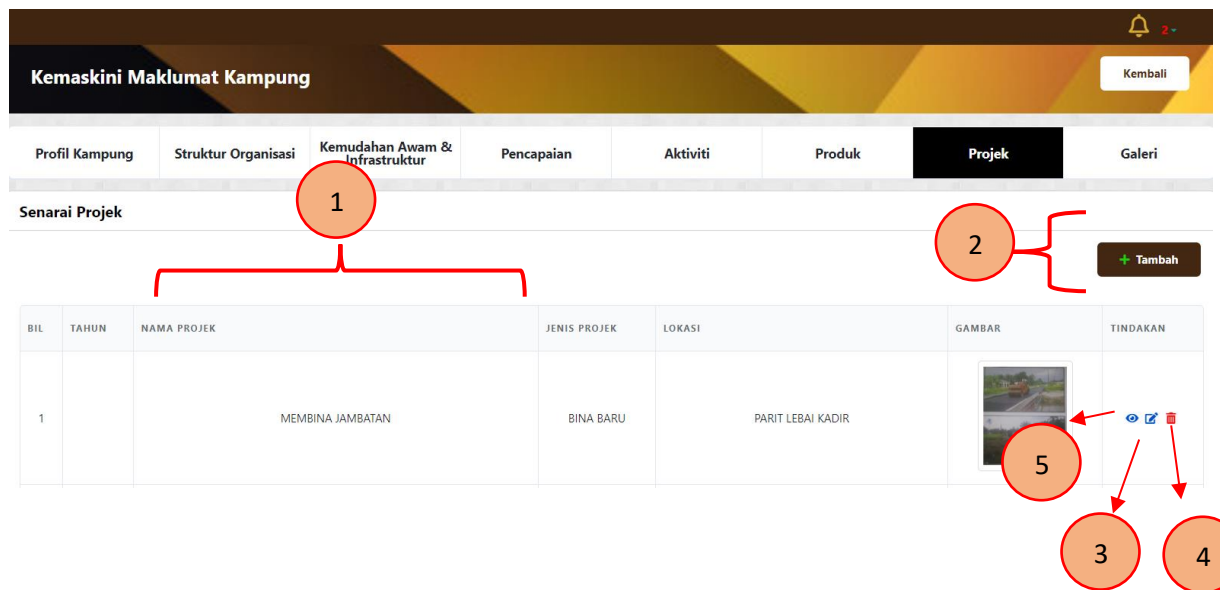 2
Kemaskini Maklumat Kampung
Kembali
Profil Kampung
Struktur Organisasi
Kemudahan Awam &
Infrastruktur
Pencapaian
Aktiviti
Produk
Projek
Galeri
Senarai Projek
1
2
+ Tambah
BIL TAHUN NAMA PROJEK JENIS PROJEK LOKASI GAMBAR TINDAKAN
1 MEMBINA JAMBATAN BINA BARU PARIT LEBAI KADIR
5
3
4